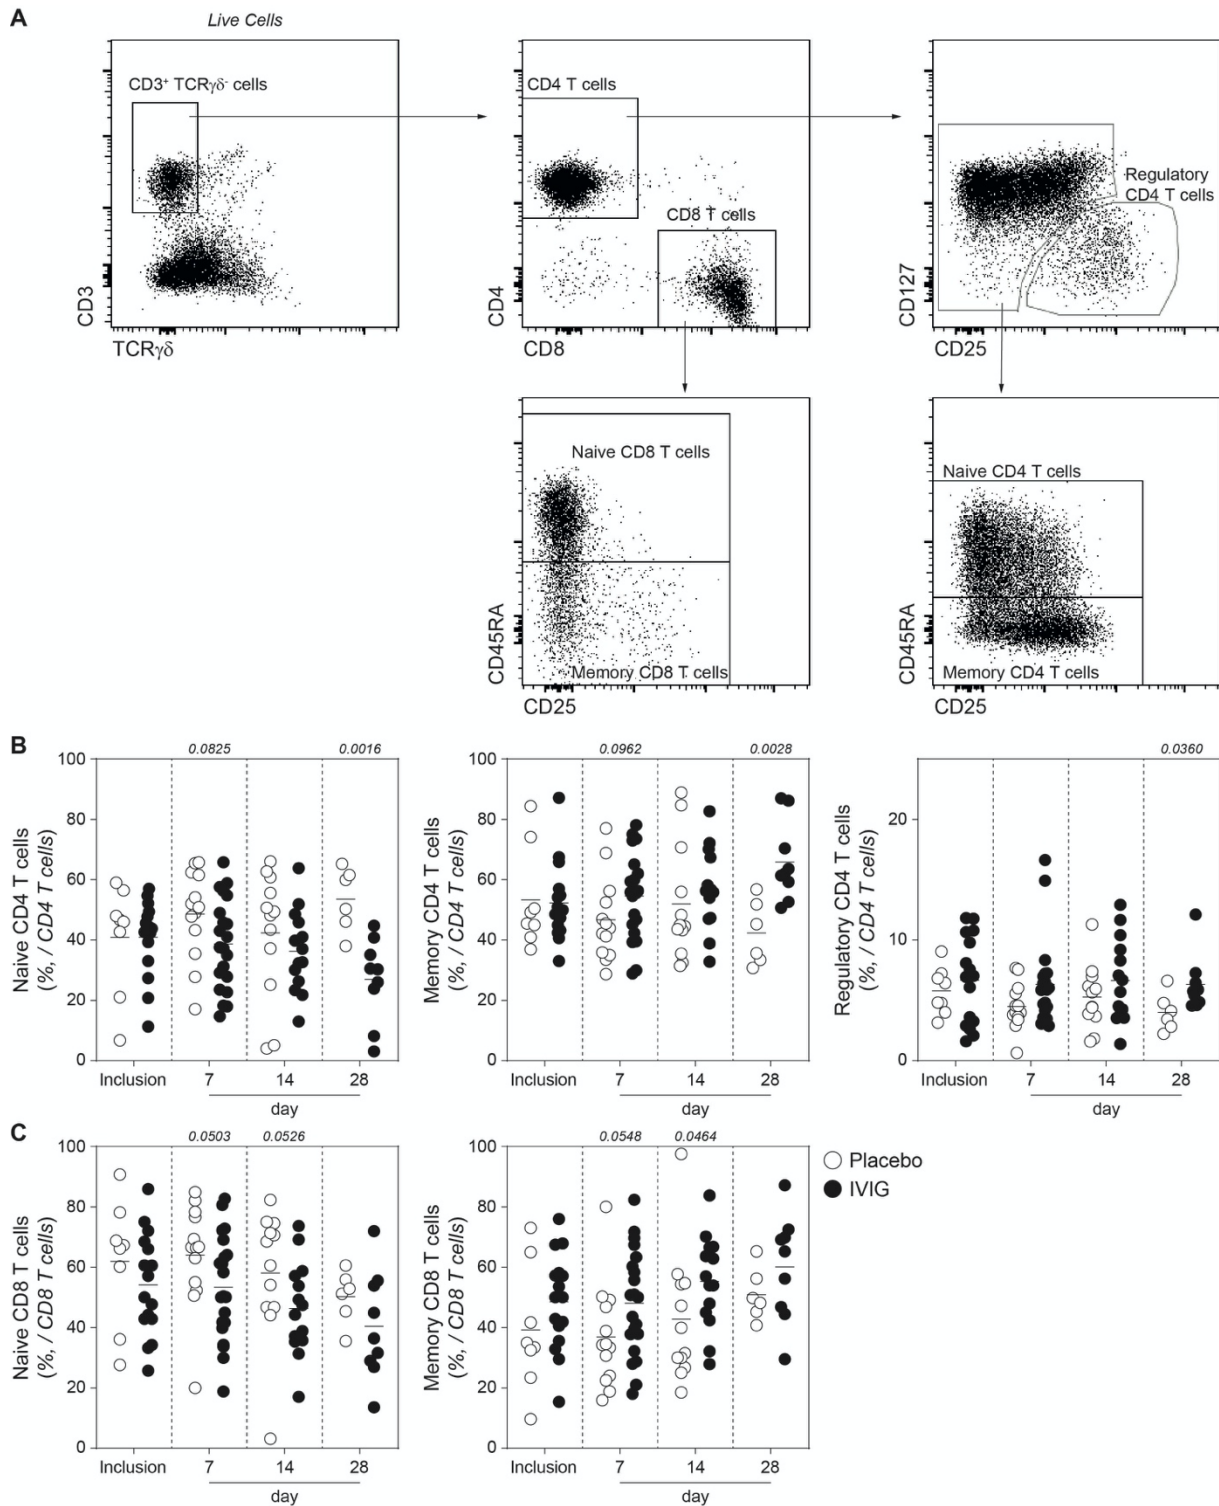 A
Live Cells
CD3⁺ TCRγδ⁻ cells
CD3
TCRγδ
CD4 T cells
CD8 T cells
CD4
CD8
Regulatory
CD4 T cells
CD127
CD25
Naive CD8 T cells
Memory CD8 T cells
CD45RA
CD25
Naive CD4 T cells
Memory CD4 T cells
CD45RA
CD25
B
0.0825
0.0016
100
80
60
40
20
0
Naive CD4 T cells
(%, / CD4 T cells)
Inclusion
7
14
28
day
0.0962
0.0028
100
80
60
40
20
0
Memory CD4 T cells
(%, / CD4 T cells)
Inclusion
7
14
28
day
0.0360
20
10
0
Regulatory CD4 T cells
(%, / CD4 T cells)
Inclusion
7
14
28
day
C
0.0503
0.0526
100
80
60
40
20
0
Naive CD8 T cells
(%, / CD8 T cells)
Inclusion
7
14
28
day
0.0548
0.0464
100
80
60
40
20
0
Memory CD8 T cells
(%, / CD8 T cells)
Inclusion
7
14
28
day
Placebo
IVIG